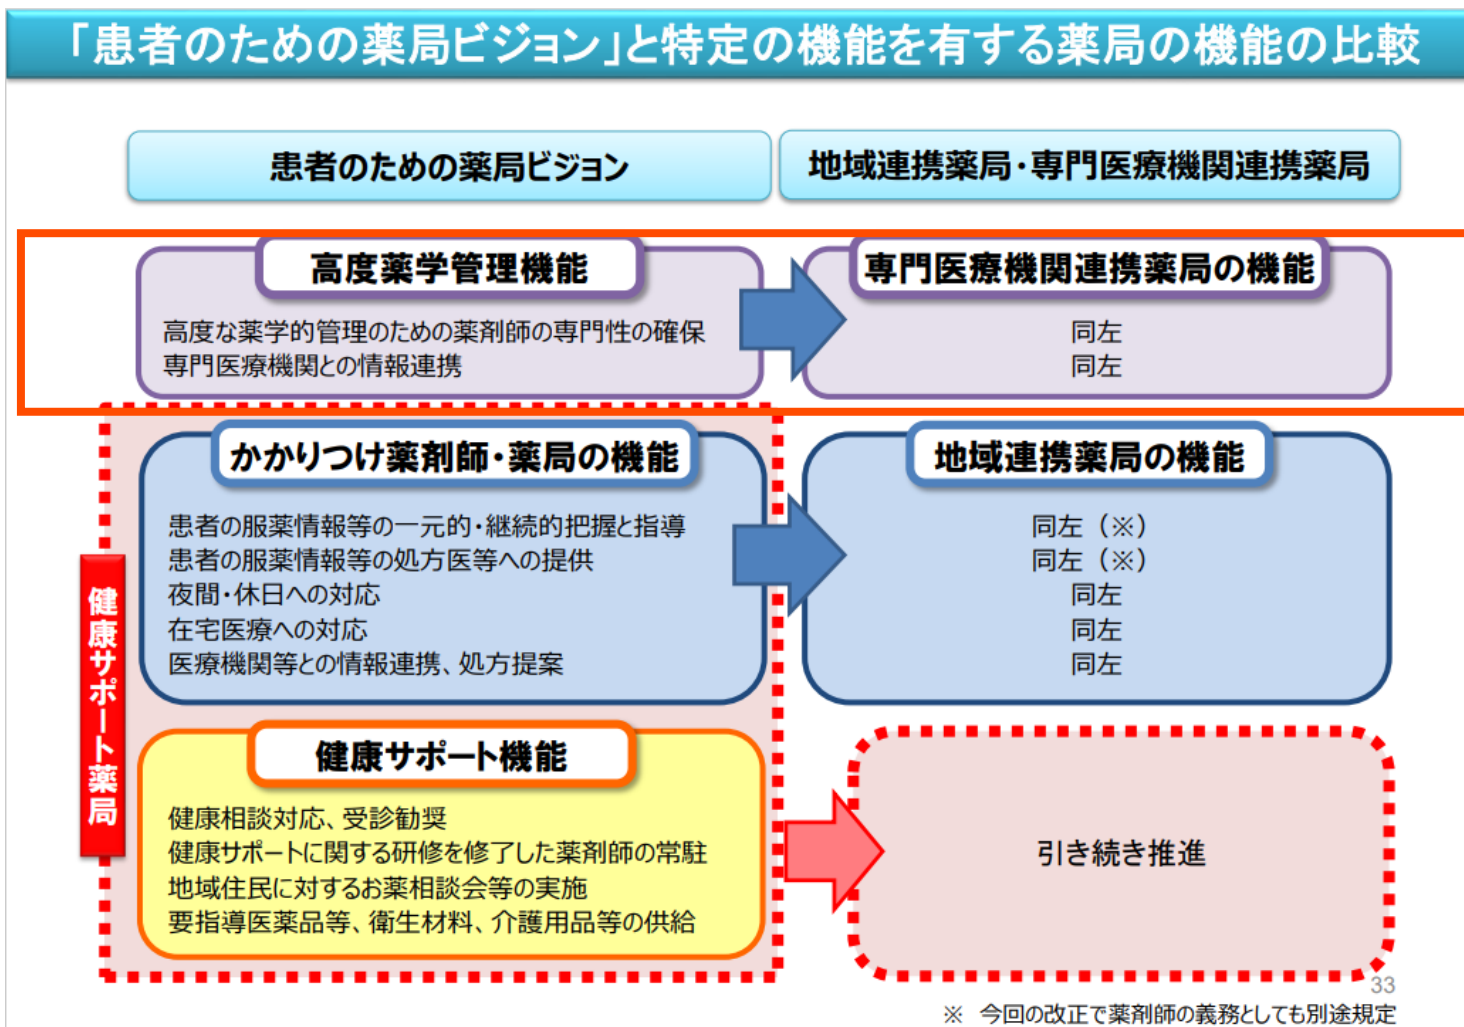 「患者のための薬局ビジョン」と特定の機能を有する薬局の機能の比較
患者のための薬局ビジョン
地域連携薬局・専門医療機関連携薬局
高度薬学管理機能
高度な薬学的管理のための薬剤師の専門性の確保
専門医療機関との情報連携
専門医療機関連携薬局の機能
同左
同左
健康サポート薬局
かかりつけ薬剤師・薬局の機能
患者の服薬情報等の一元的・継続的把握と指導
患者の服薬情報等の処方医等への提供
夜間・休日への対応
在宅医療への対応
医療機関等との情報連携、処方提案
地域連携薬局の機能
同左（※）
同左（※）
同左
同左
同左
健康サポート機能
健康相談対応、受診勧奨
健康サポートに関する研修を修了した薬剤師の常駐
地域住民に対するお薬相談会等の実施
要指導医薬品等、衛生材料、介護用品等の供給
引き続き推進
33
※　今回の改正で薬剤師の義務としても別途規定